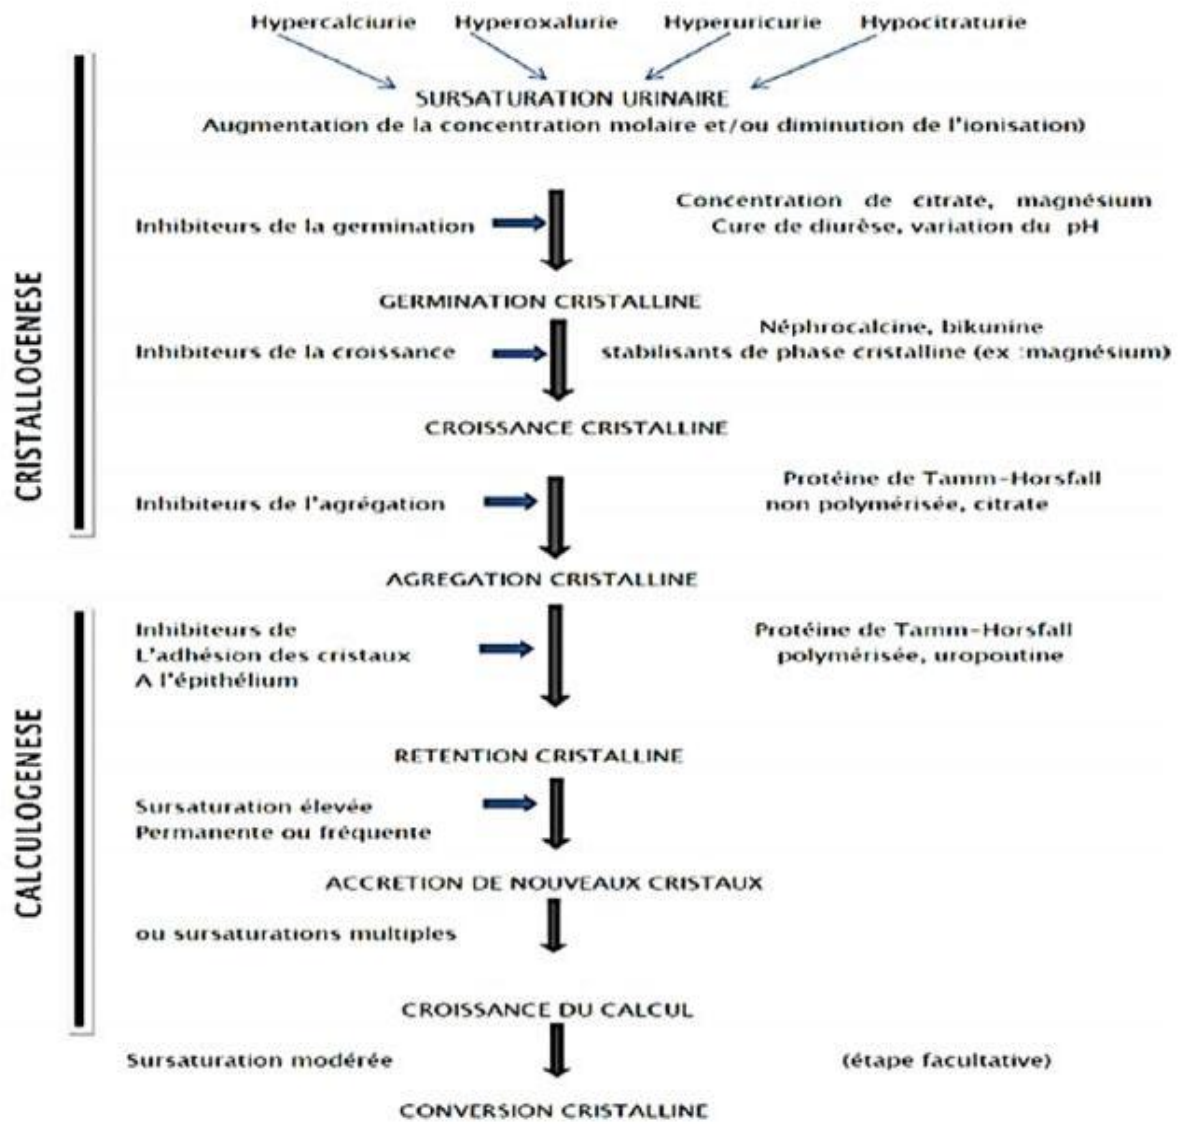 Hypercalciurie Hyperoxalurie Hyperuricurie Hypocitraturie
SURSATURATION URINAIRE
Augmentation de la concentration molaire et/ou diminution de l'ionisation)
Concentration de citrate, magnésium
Inhibiteurs de la germination
Cure de diurèse, variation du pH
CRISTALLOGENESE
GERMINATION CRISTALLINE
Néphrocalcine, bikunine
Inhibiteurs de la croissance
stabilisants de phase cristalline (ex :magnésium)
CROISSANCE CRISTALLINE
Protéine de Tamm-Horsfall
Inhibiteurs de l'agrégation
non polymérisée, citrate
AGREGATION CRISTALLINE
Inhibiteurs de
L'adhésion des cristaux
A l'épithélium
Protéine de Tamm-Horsfall
polymérisée, uropoutine
CALCULOGENESE
RETENTION CRISTALLINE
Sursaturation élevée
Permanente ou fréquente
ACCRETION DE NOUVEAUX CRISTAUX
ou sursaturations multiples
CROISSANCE DU CALCUL
Sursaturation modérée
(étape facultative)
CONVERSION CRISTALLINE